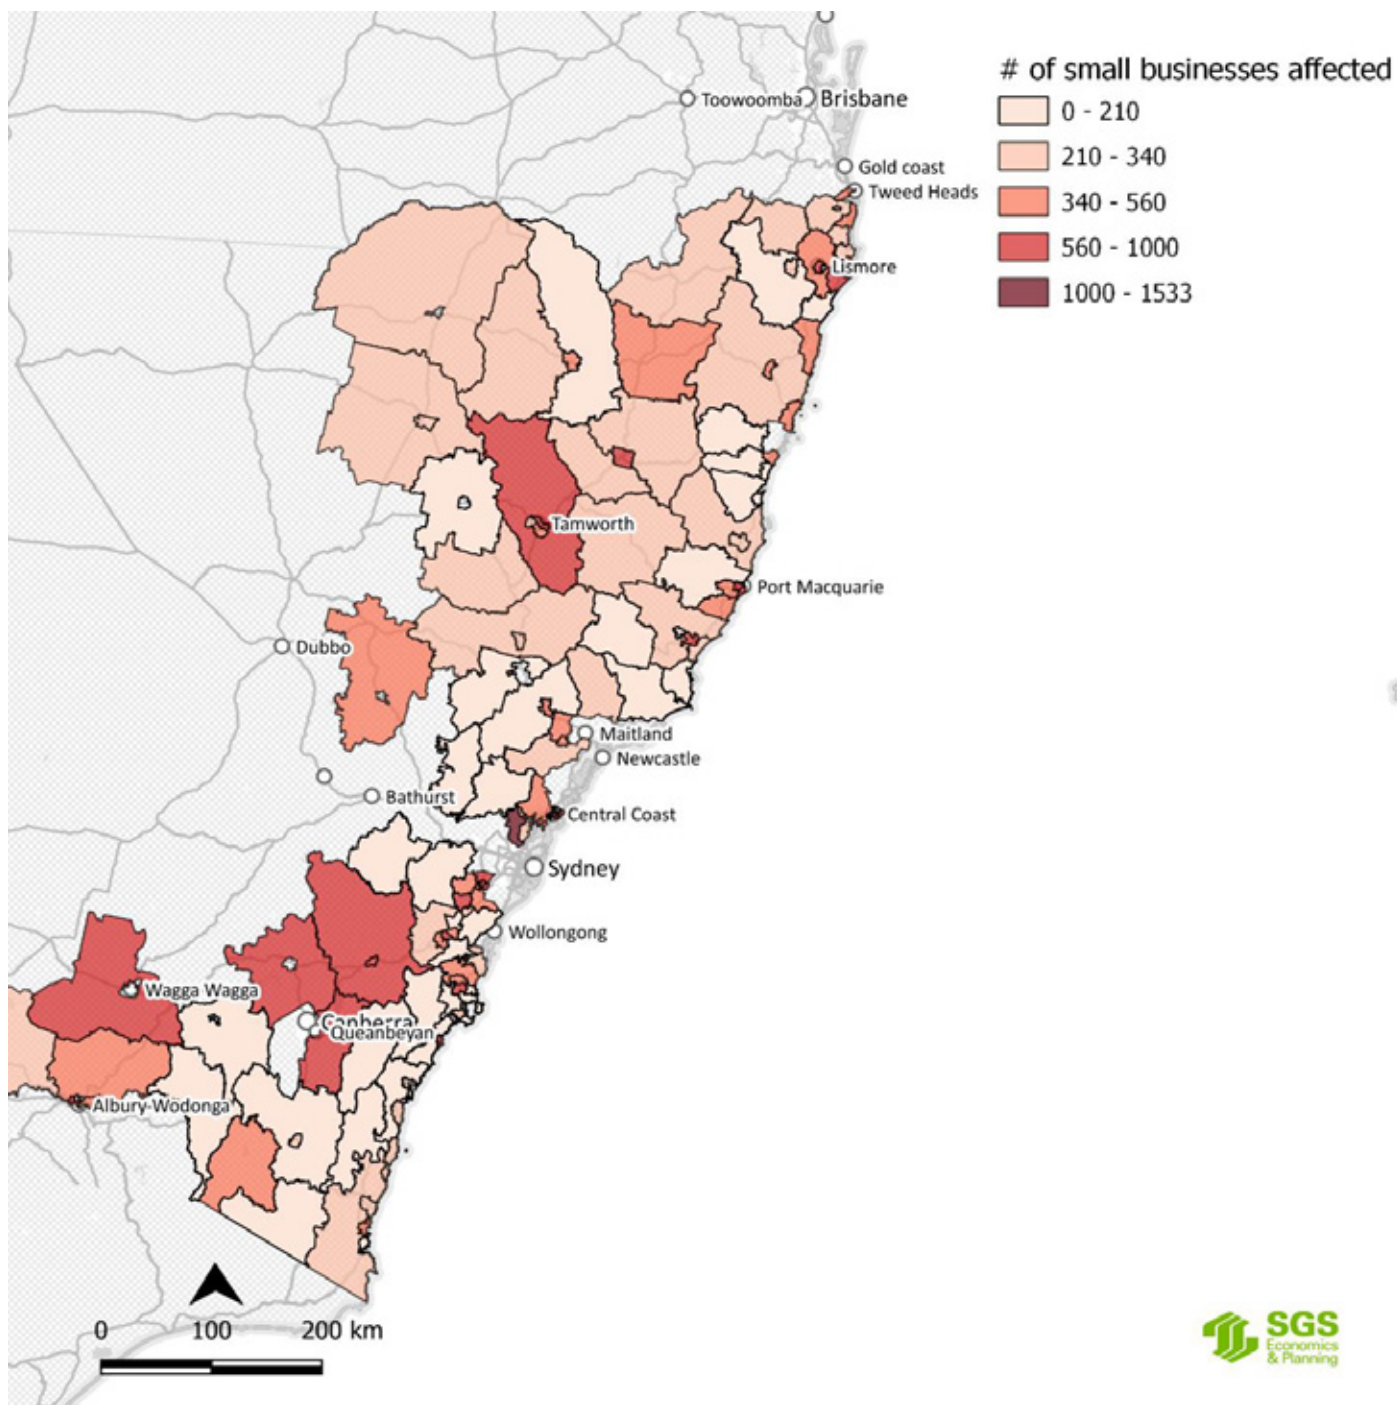 # of small businesses affected
0 - 210
210 - 340
340 - 560
560 - 1000
1000 - 1533
Toowoomba
Brisbane
Gold coast
Tweed Heads
Lismore
Tamworth
Port Macquarie
Dubbo
Maitland
Newcastle
Bathurst
Central Coast
Sydney
Wollongong
Wagga Wagga
Canberra
Queanbeyan
Albury-Wodonga
0 100 200 km
SGS
Economics
& Planning